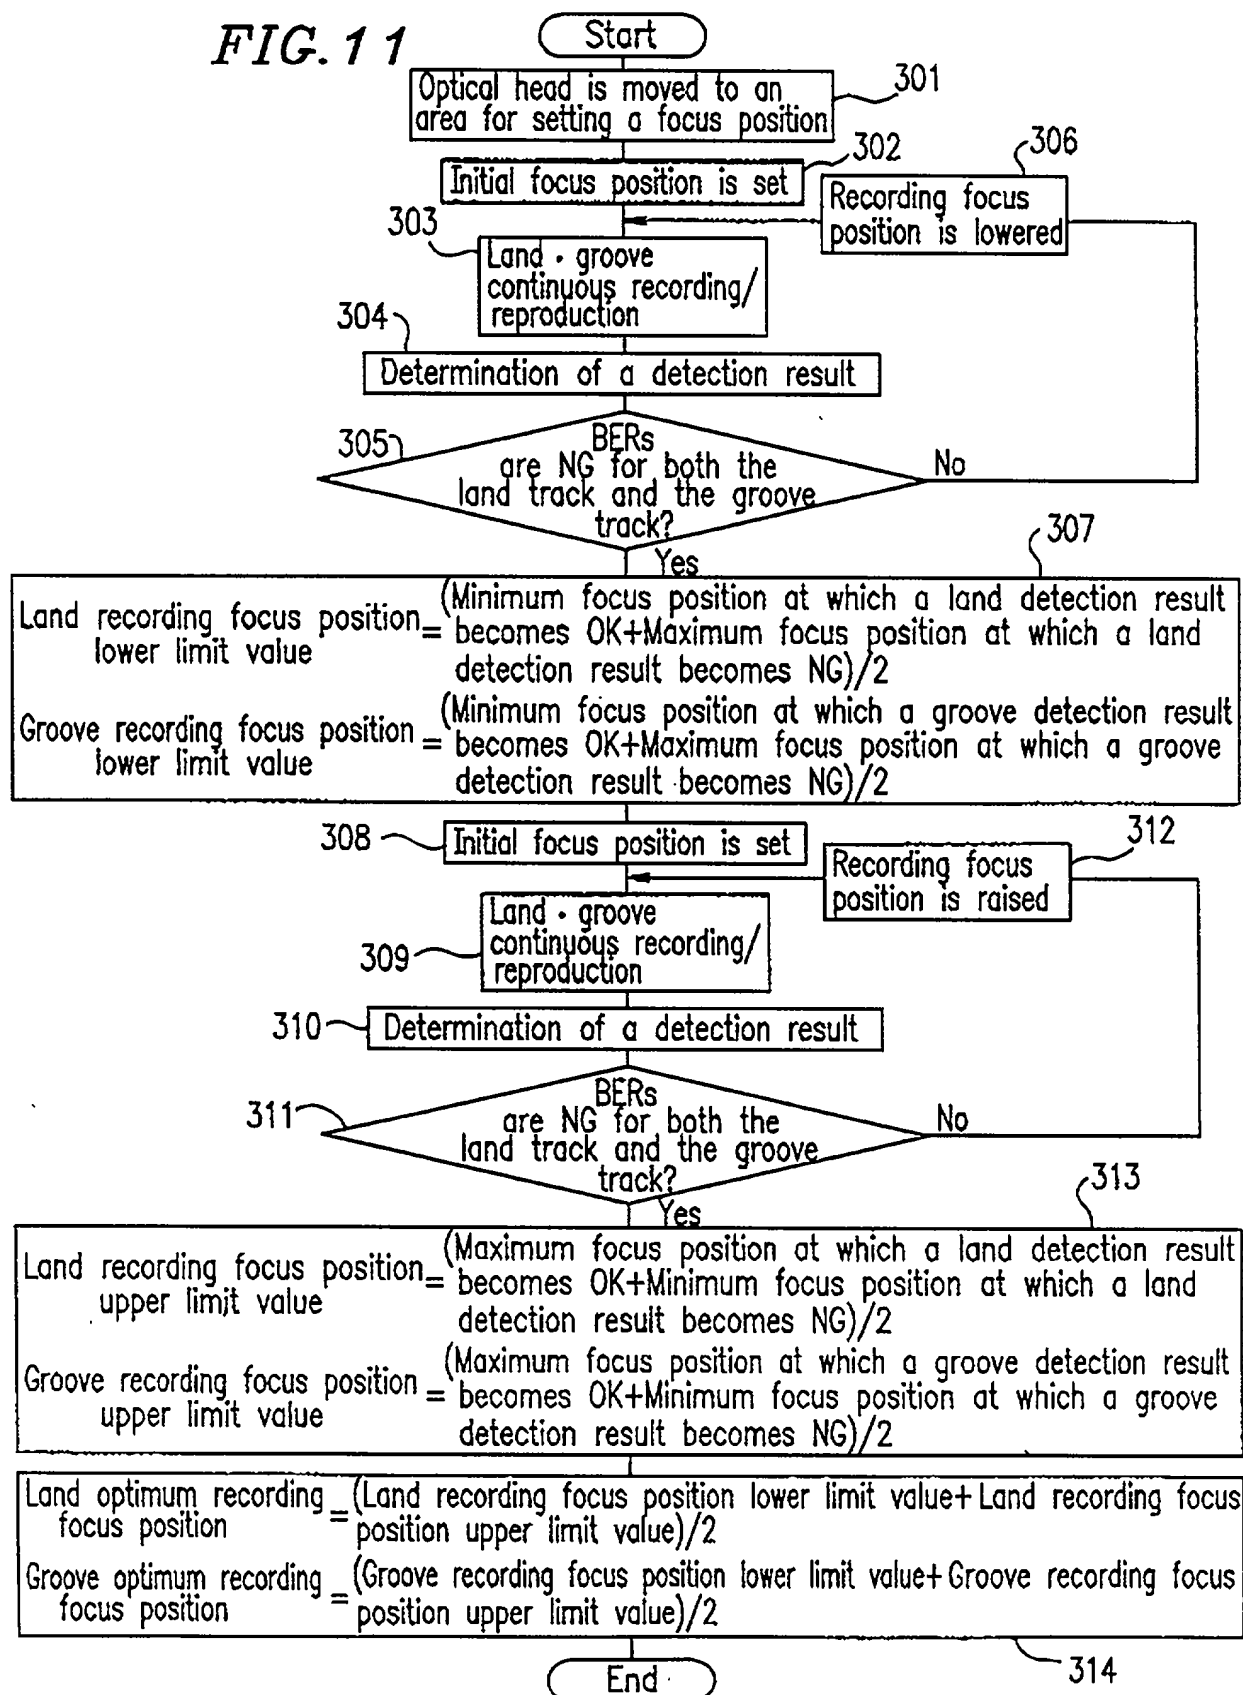 FIG. 11
Start
Optical head is moved to an
area for setting a focus position
301
Initial focus position is set
302
306
Recording focus
position is lowered
303
Land · groove
continuous recording/
reproduction
304
Determination of a detection result
305
BERs
are NG for both the
land track and the groove
track?
No
Yes
307
Land recording focus position
lower limit value
=
(Minimum focus position at which a land detection result
becomes OK+Maximum focus position at which a land
detection result becomes NG)/2
Groove recording focus position
lower limit value
=
(Minimum focus position at which a groove detection result
becomes OK+Maximum focus position at which a groove
detection result becomes NG)/2
308
Initial focus position is set
312
Recording focus
position is raised
309
Land · groove
continuous recording/
reproduction
310
Determination of a detection result
311
BERs
are NG for both the
land track and the groove
track?
No
Yes
313
Land recording focus position
upper limit value
=
(Maximum focus position at which a land detection result
becomes OK+Minimum focus position at which a land
detection result becomes NG)/2
Groove recording focus position
upper limit value
=
(Maximum focus position at which a groove detection result
becomes OK+Minimum focus position at which a groove
detection result becomes NG)/2
Land optimum recording
focus position
=
(Land recording focus position lower limit value+Land recording focus
position upper limit value)/2
Groove optimum recording
focus position
=
(Groove recording focus position lower limit value+Groove recording focus
position upper limit value)/2
314
End